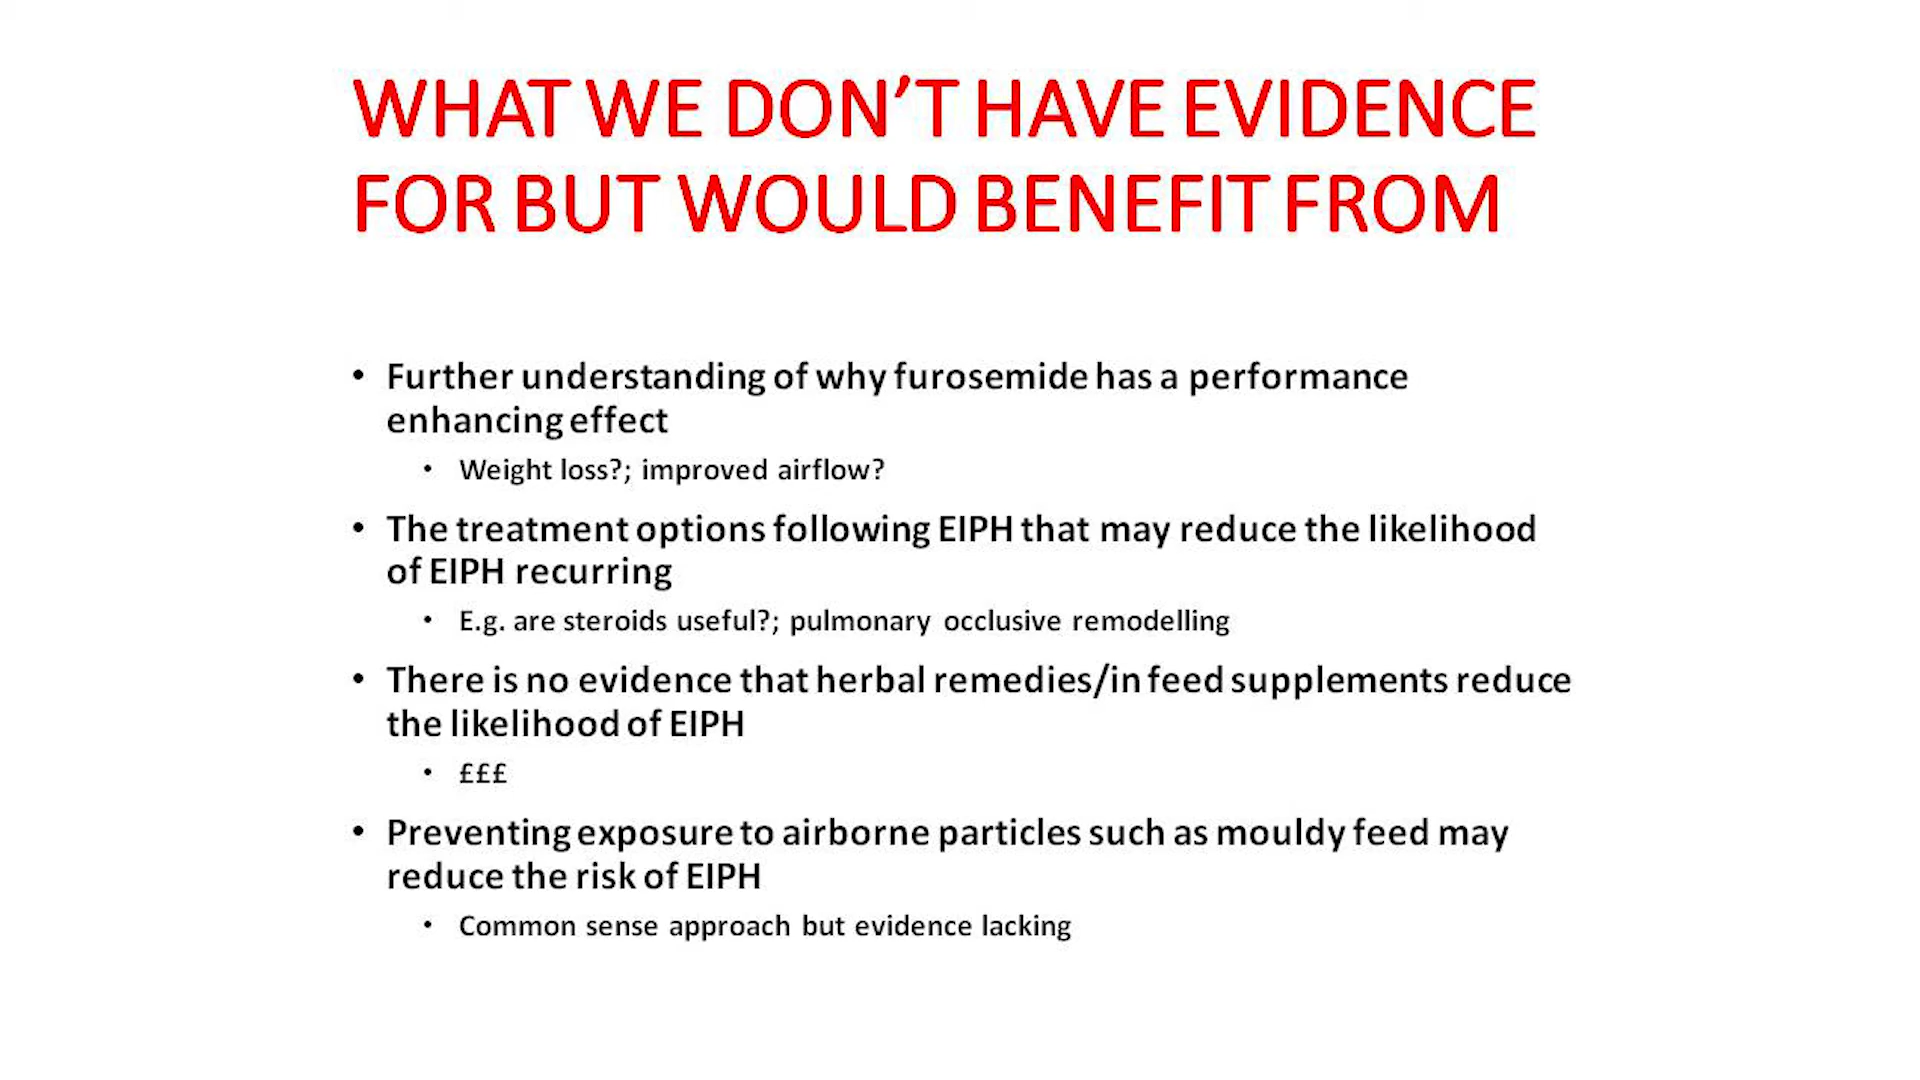 WHAT WE DON’T HAVE EVIDENCE
FOR BUT WOULD BENEFIT FROM
• Further understanding of why furosemide has a performance
enhancing effect
• Weight loss?; improved airflow?
• The treatment options following EIPH that may reduce the likelihood
of EIPH recurring
• E.g. are steroids useful?; pulmonary occlusive remodelling
• There is no evidence that herbal remedies/in feed supplements reduce
the likelihood of EIPH
• £££
• Preventing exposure to airborne particles such as mouldy feed may
reduce the risk of EIPH
• Common sense approach but evidence lacking